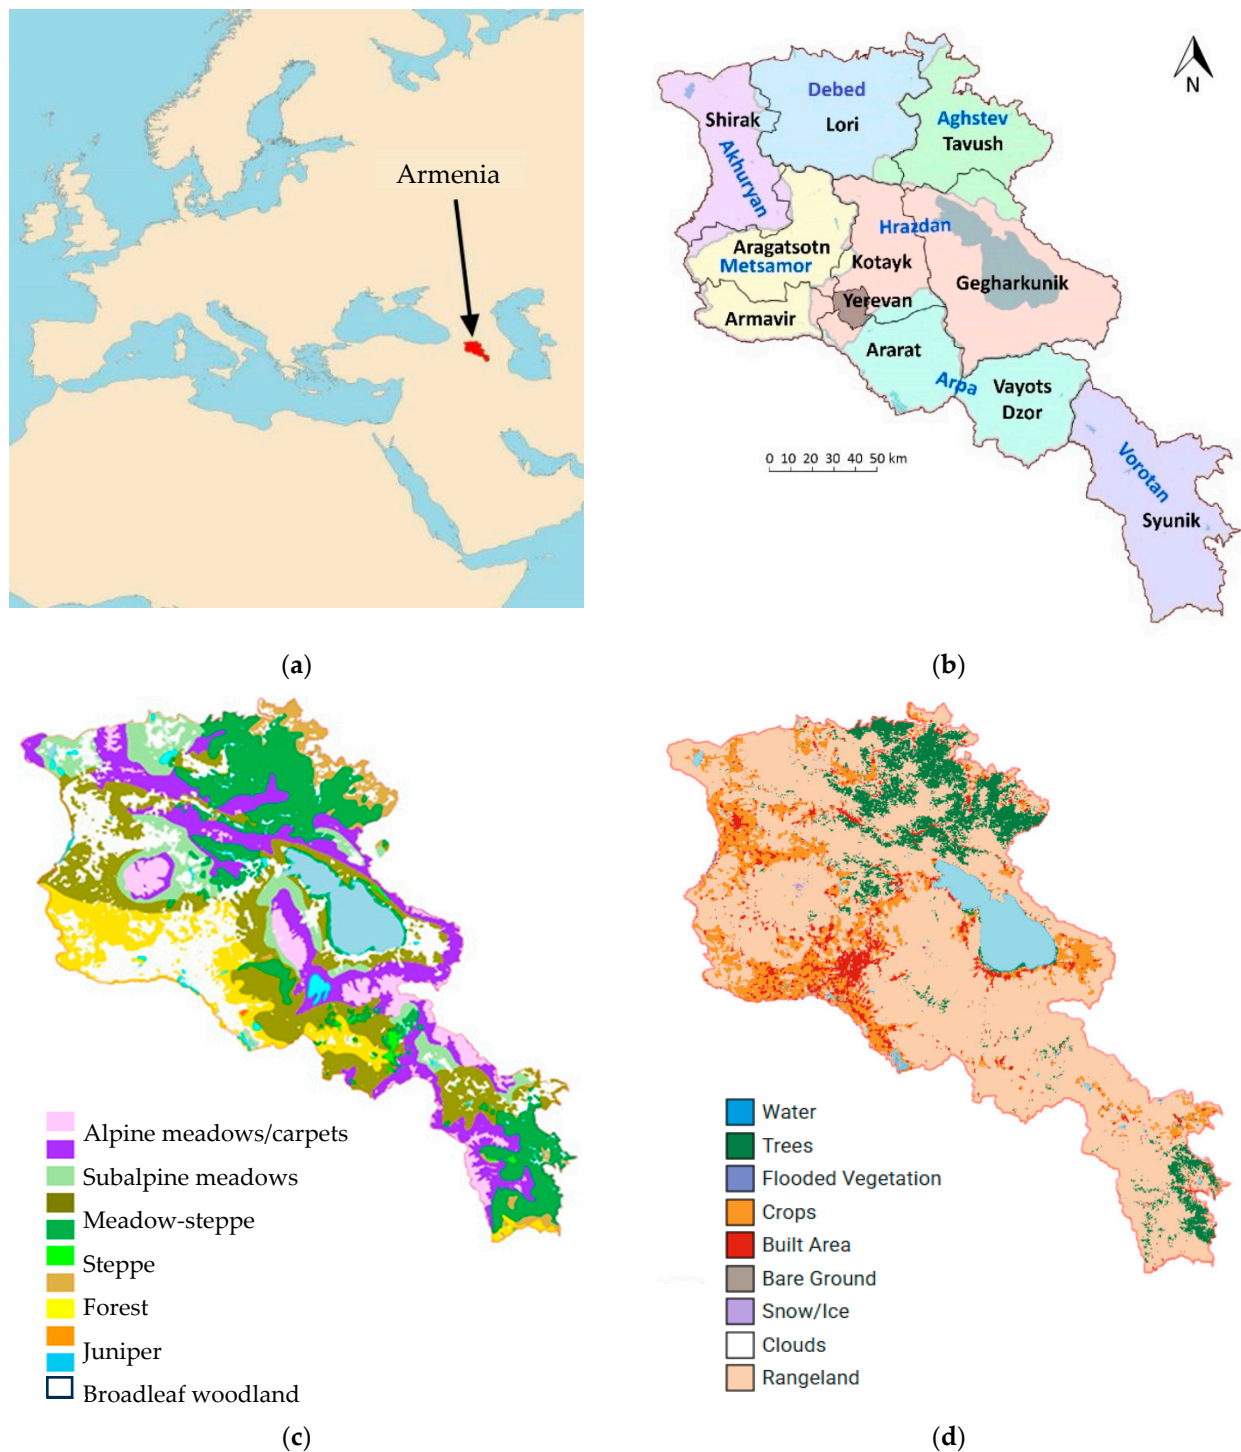 Armenia
N
Debed
Lori
Shirak
Akhuryan
Aghstev
Tavush
Hrazdan
Aragatsotn
Metsamor
Kotayk
Gegharkunik
Yerevan
Armavir
Ararat
Arpa
Vayots
Dzor
Vorotan
Syunik
0 10 20 30 40 50 km
(a)
(b)
Alpine meadows/carpets
Subalpine meadows
Meadow-steppe
Steppe
Forest
Juniper
Broadleaf woodland
(c)
Water
Trees
Flooded Vegetation
Crops
Built Area
Bare Ground
Snow/Ice
Clouds
Rangeland
(d)